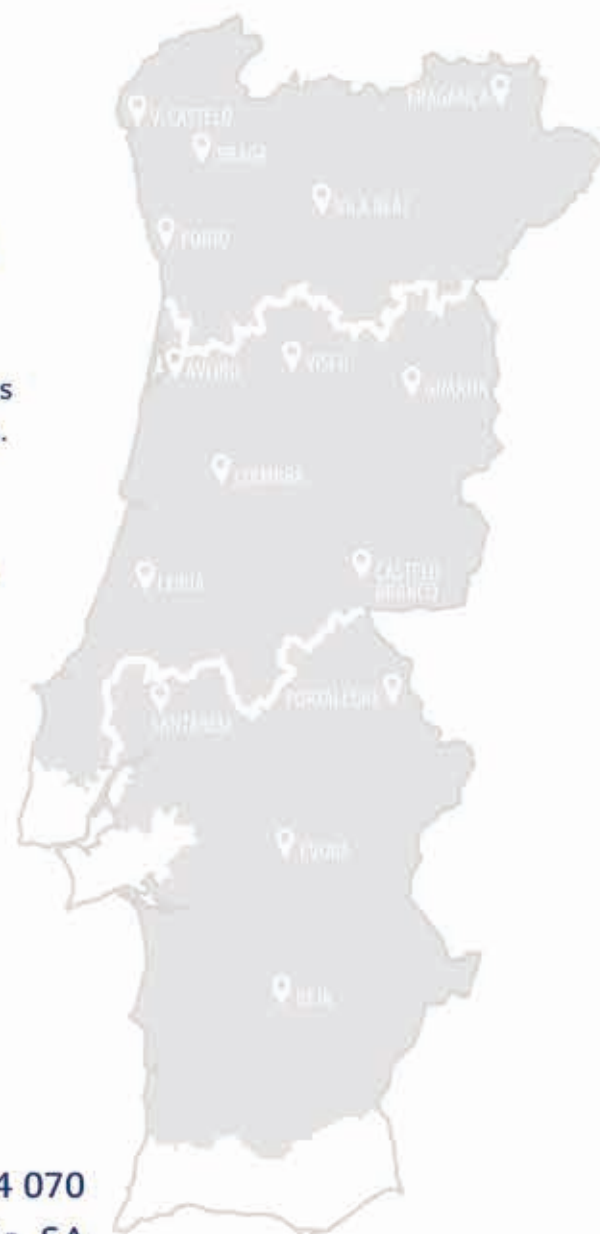 V. CASTELO
BRAGANÇA
BRAGA
VILA REAL
PORTO
s
AVEIRO
VISEU
GUARDA
.
COIMBRA
LEIRIA
CASTELO
BRANCO
PORTALEGRE
SANTARÉM
ÉVORA
BEJA
4 070